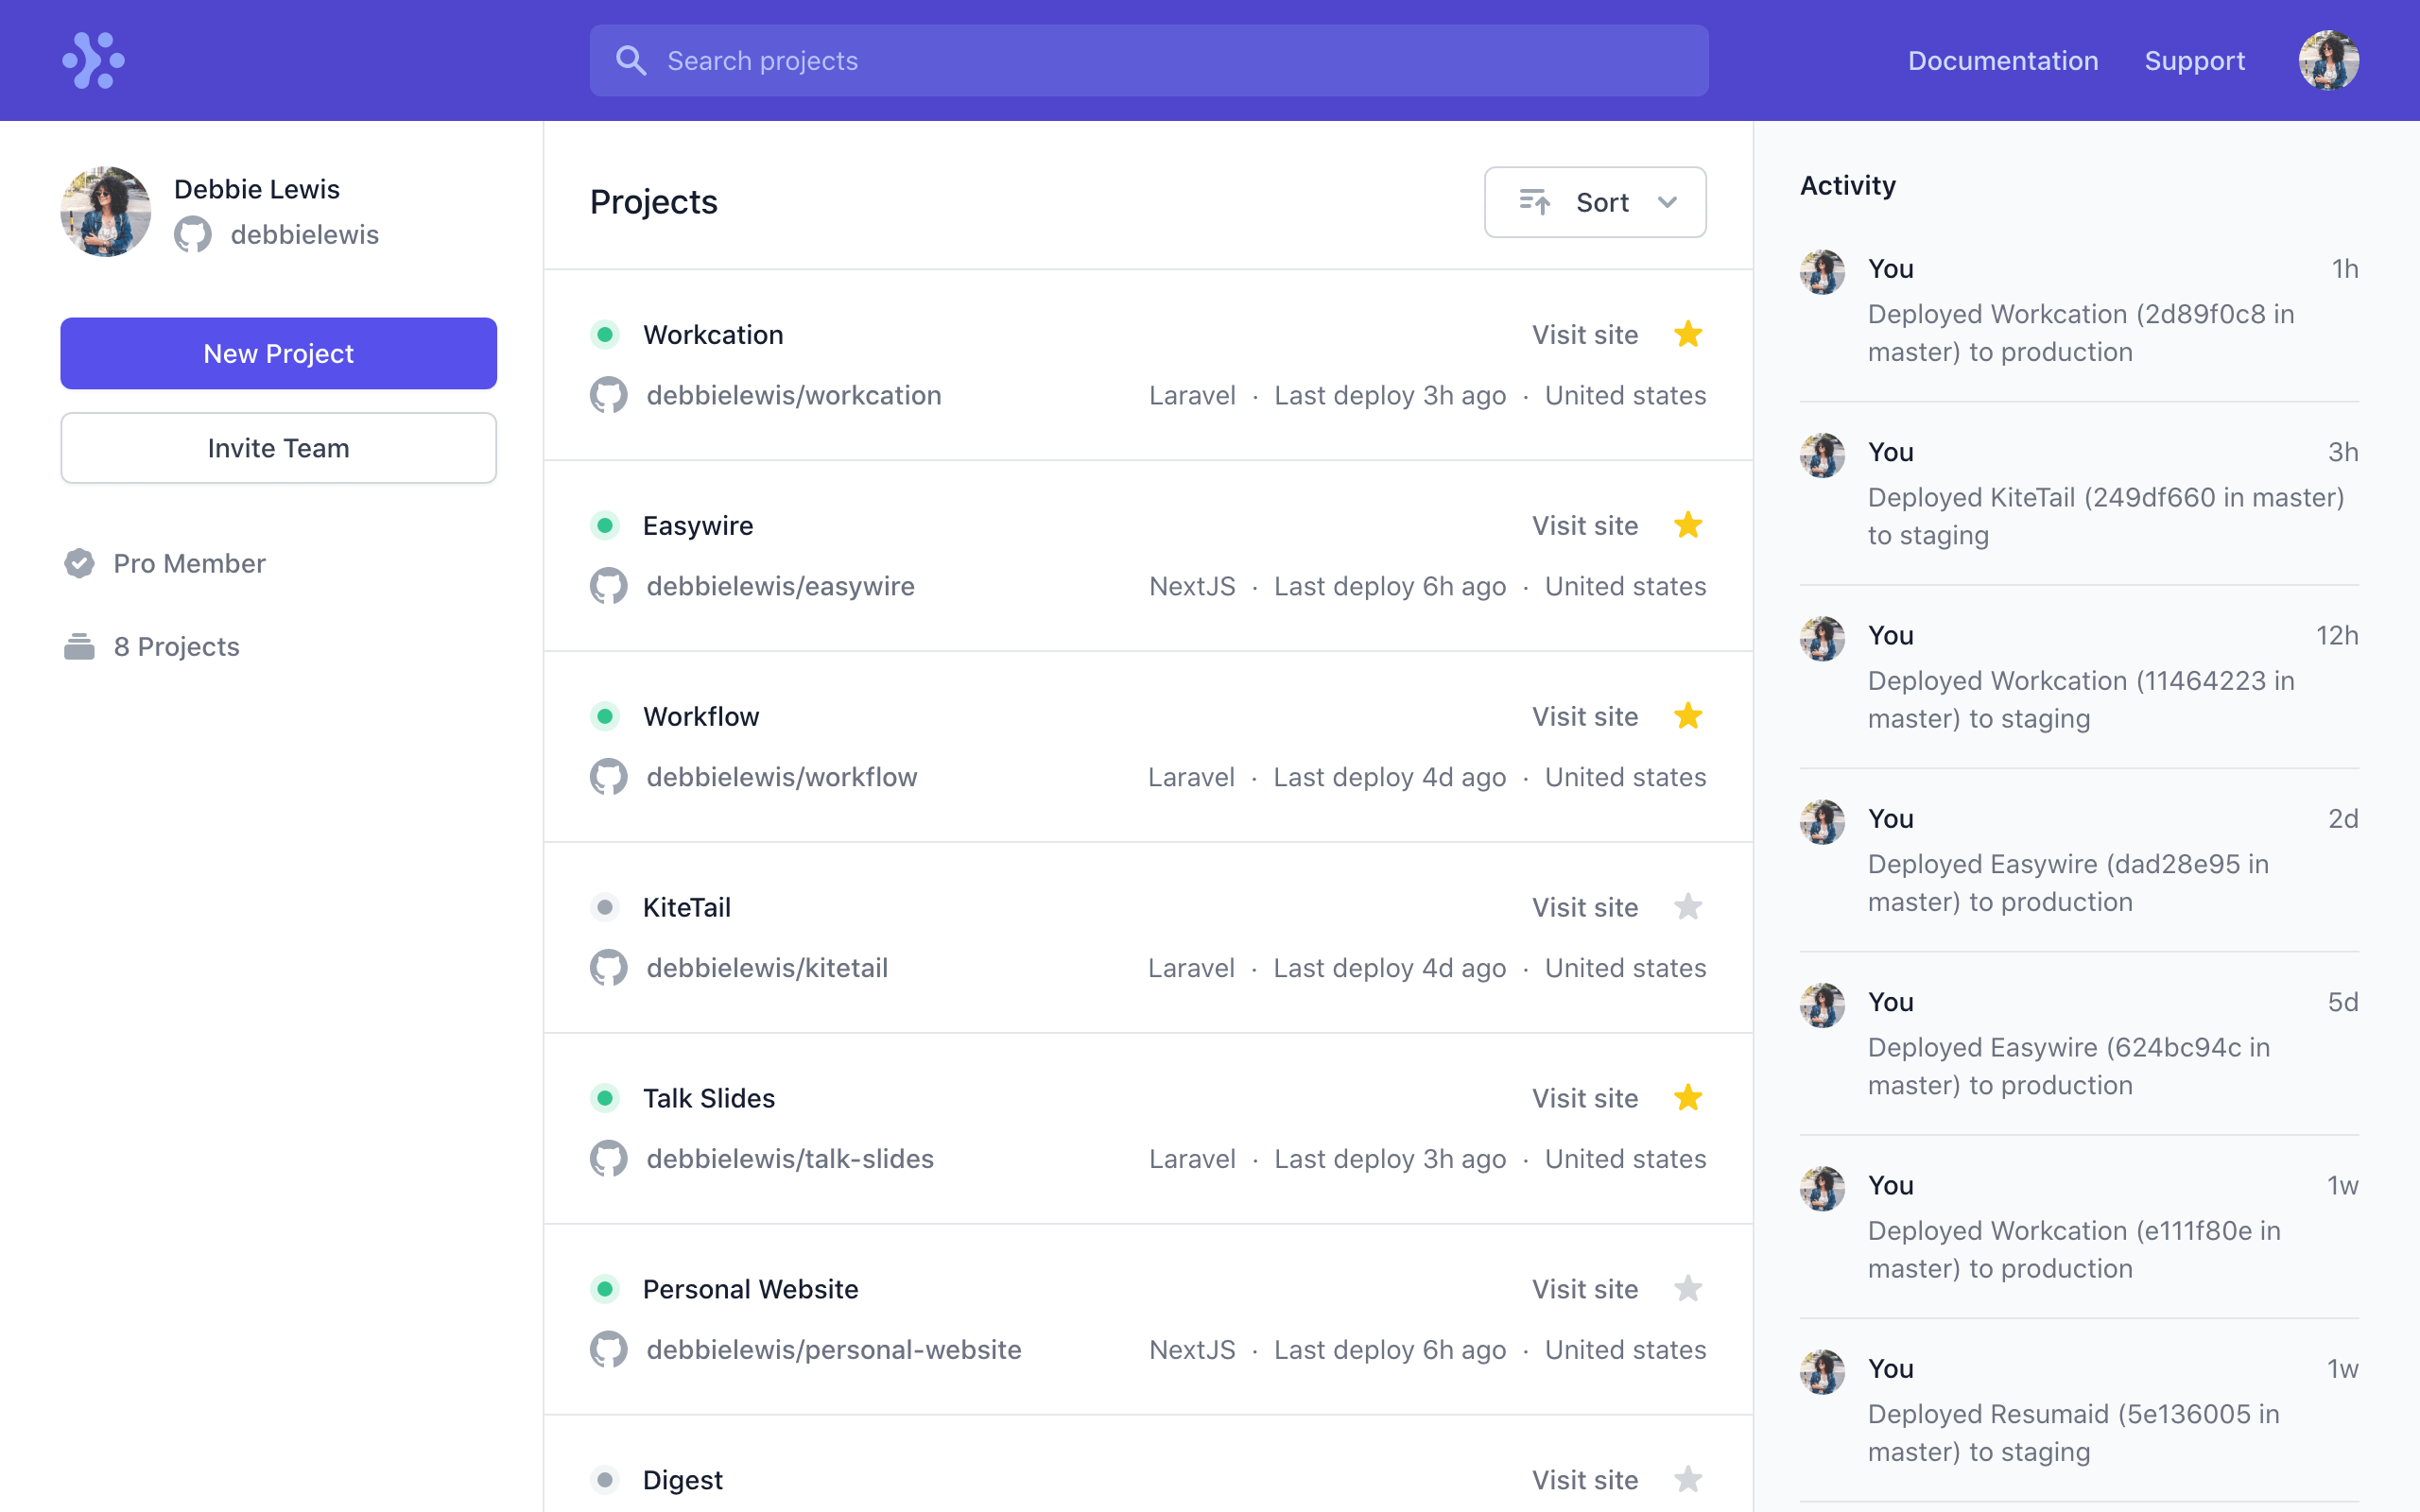 Search projects
Documentation
Support
Debbie Lewis
debbielewis
New Project
Invite Team
Pro Member
8 Projects
Projects
Sort
Workcation
Visit site
debbielewis/workcation
Laravel · Last deploy 3h ago · United states
Easywire
Visit site
debbielewis/easywire
NextJS · Last deploy 6h ago · United states
Workflow
Visit site
debbielewis/workflow
Laravel · Last deploy 4d ago · United states
KiteTail
Visit site
debbielewis/kitetail
Laravel · Last deploy 4d ago · United states
Talk Slides
Visit site
debbielewis/talk-slides
Laravel · Last deploy 3h ago · United states
Personal Website
Visit site
debbielewis/personal-website
NextJS · Last deploy 6h ago · United states
Digest
Visit site
Activity
You 1h
Deployed Workcation (2d89f0c8 in
master) to production
You 3h
Deployed KiteTail (249df660 in master)
to staging
You 12h
Deployed Workcation (11464223 in
master) to staging
You 2d
Deployed Easywire (dad28e95 in
master) to production
You 5d
Deployed Easywire (624bc94c in
master) to production
You 1w
Deployed Workcation (e111f80e in
master) to production
You 1w
Deployed Resumaid (5e136005 in
master) to staging